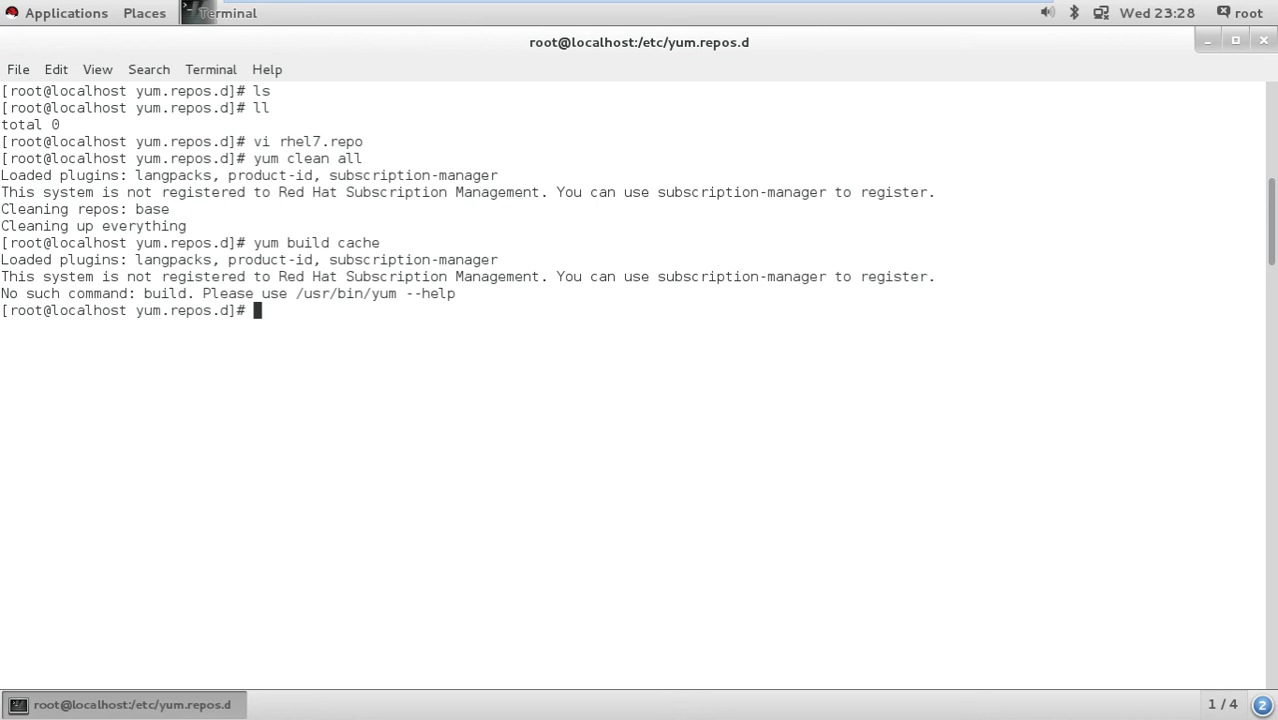 Applications Places Terminal Wed 23:28 root
root@localhost:/etc/yum.repos.d
File Edit View Search Terminal Help
[root@localhost yum.repos.d]# ls
[root@localhost yum.repos.d]# ll
total 0
[root@localhost yum.repos.d]# vi rhel7.repo
[root@localhost yum.repos.d]# yum clean all
Loaded plugins: langpacks, product-id, subscription-manager
This system is not registered to Red Hat Subscription Management. You can use subscription-manager to register.
Cleaning repos: base
Cleaning up everything
[root@localhost yum.repos.d]# yum build cache
Loaded plugins: langpacks, product-id, subscription-manager
This system is not registered to Red Hat Subscription Management. You can use subscription-manager to register.
No such command: build. Please use /usr/bin/yum --help
[root@localhost yum.repos.d]#
root@localhost:/etc/yum.repos.d 1 / 4 2